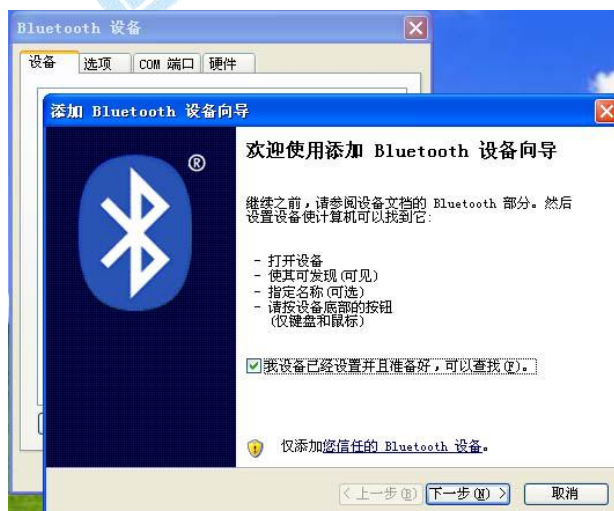 Bluetooth 设备
设备 选项 COM 端口 硬件
添加 Bluetooth 设备向导
®
欢迎使用添加 Bluetooth 设备向导
继续之前，请参阅设备文档的 Bluetooth 部分。然后
设置设备使计算机可以找到它:
- 打开设备
- 使其可发现(可见)
- 指定名称(可选)
- 请按设备底部的按钮
(仅键盘和鼠标)
我设备已经设置并且准备好，可以查找(F)。
仅添加您信任的 Bluetooth 设备。
< 上一步(B) 下一步(N) > 取消